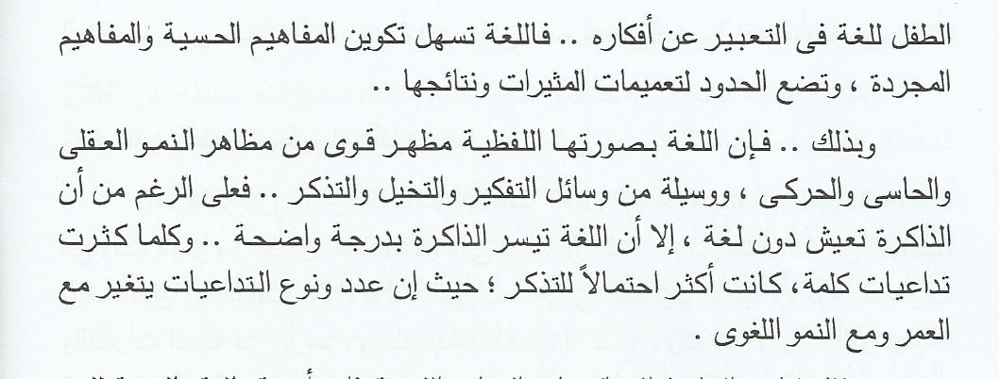 الطفل للغة فى التعبير عن أفكاره .. فاللغة تسهل تكوين المفاهيم الحسية والمفاهيم
المجردة ، وتضع الحدود لتعميمات المثيرات ونتائجها ..
وبذلك .. فإن اللغة بصورتها اللفظية مظهر قوى من مظاهر النمو العقلى
والحاسى والحركى ، ووسيلة من وسائل التفكير والتخيل والتذكر .. فعلى الرغم من أن
الذاكرة تعيش دون لغة ، إلا أن اللغة تيسر الذاكرة بدرجة واضحة .. وكلما كثرت
تداعيات كلمة، كانت أكثر احتمالاً للتذكر ؛ حيث إن عدد ونوع التداعيات يتغير مع
العمر ومع النمو اللغوى .